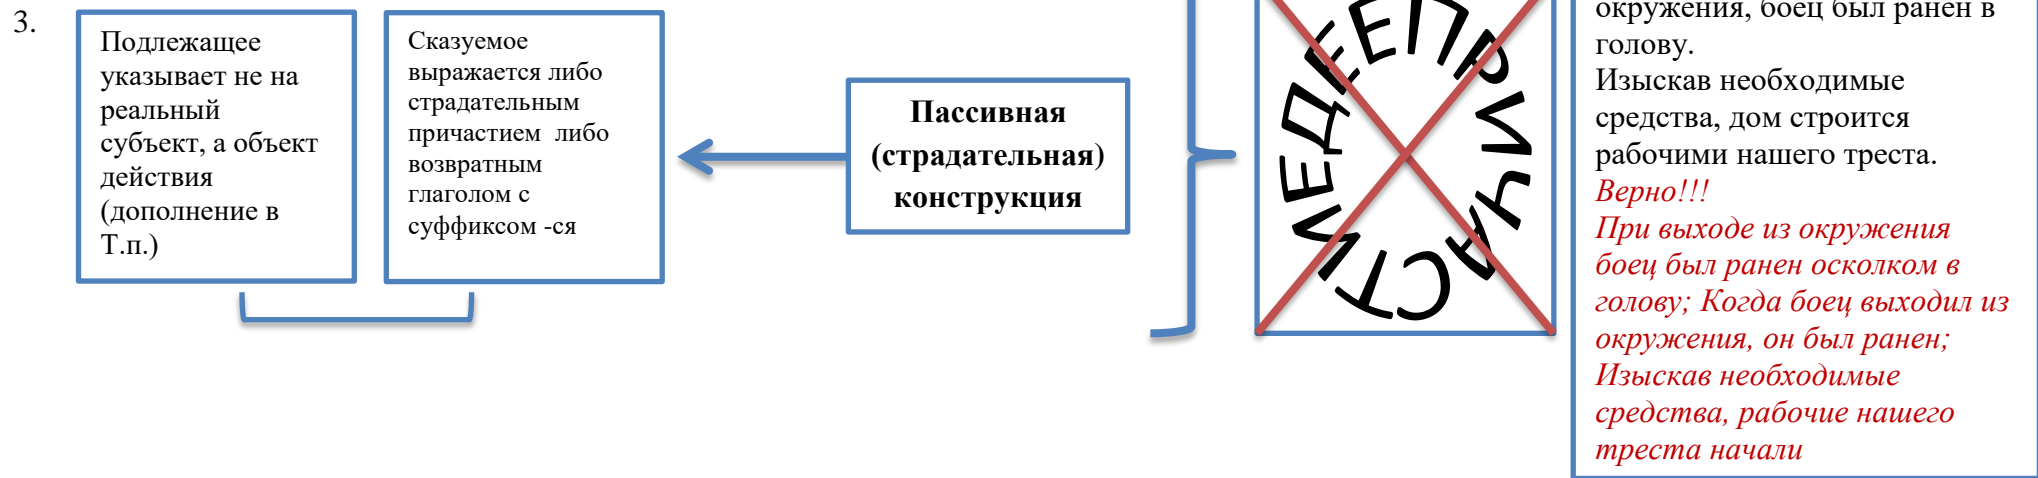 3.
Подлежащее
указывает не на
реальный
субъект, а объект
действия
(дополнение в
Т.п.)
Сказуемое
выражается либо
страдательным
причастием либо
возвратным
глаголом с
суффиксом -ся
Пассивная
(страдательная)
конструкция
ДЕЕПРИЧАСТИЕ
окружения, боец был ранен в
голову.
Изыскав необходимые
средства, дом строится
рабочими нашего треста.
Верно!!!
При выходе из окружения
боец был ранен осколком в
голову; Когда боец выходил из
окружения, он был ранен;
Изыскав необходимые
средства, рабочие нашего
треста начали